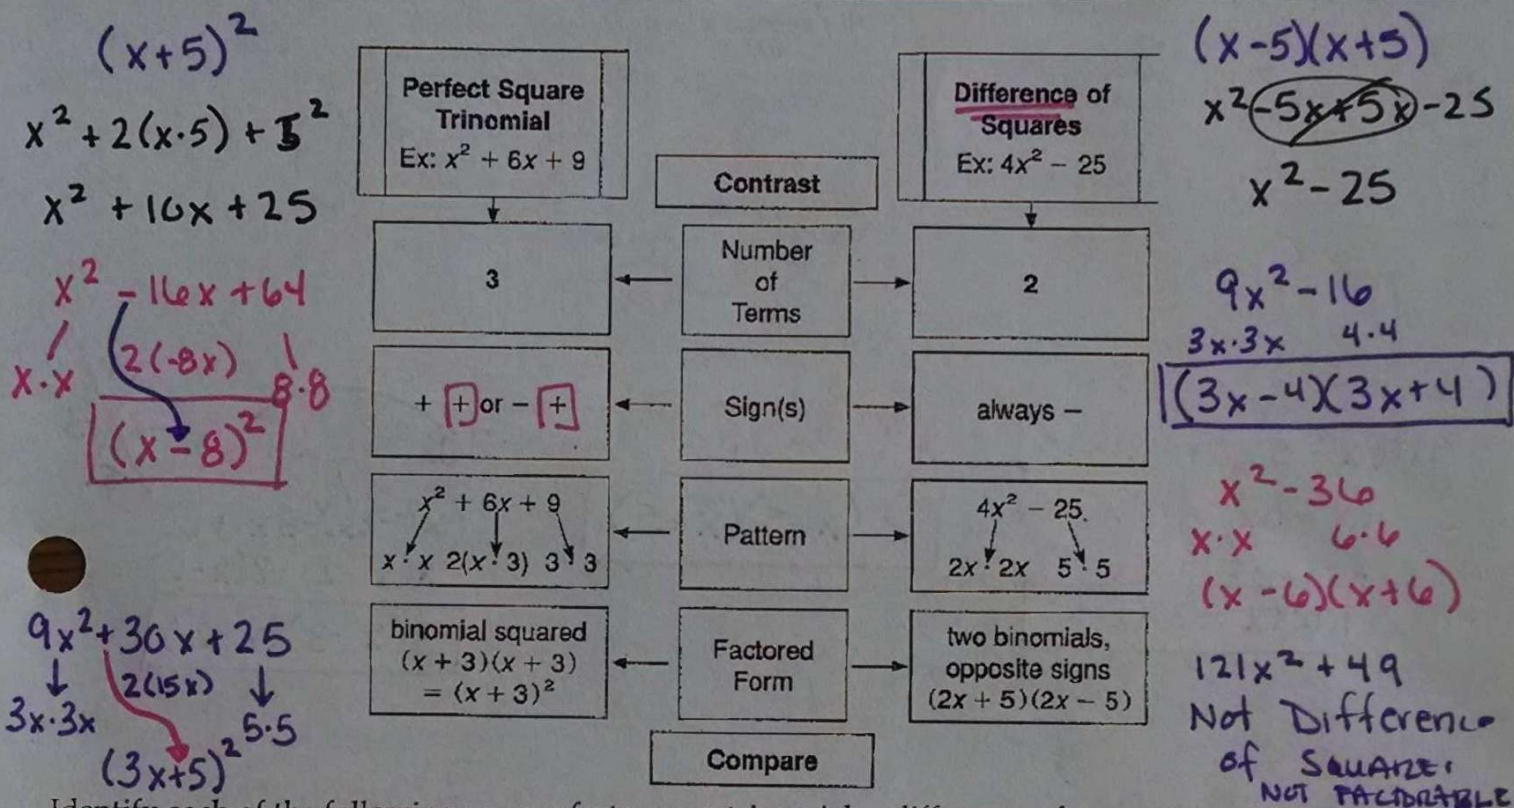 (x+5)²
x² + 2(x·5) + 5²
x² + 10x + 25
x² - 16x + 64
x·x 2(-8x) 8·8
(x - 8)²
9x² + 30x + 25
2(15x)
3x·3x 5·5
(3x+5)²
Perfect Square
Trinomial
Ex: x² + 6x + 9
3
+ + or - +
x² + 6x + 9
x · x 2(x · 3) 3 · 3
binomial squared
(x + 3)(x + 3)
= (x + 3)²
Contrast
Number
of
Terms
Sign(s)
Pattern
Factored
Form
Compare
Difference of
Squares
Ex: 4x² − 25
2
always −
4x² − 25
2x · 2x 5 · 5
two binomials,
opposite signs
(2x + 5)(2x − 5)
(x-5)(x+5)
x² -5x+5x -25
x² - 25
9x² - 16
3x·3x 4·4
(3x-4)(3x+4)
x² - 36
x·x 6·6
(x-6)(x+6)
121x² + 49
Not Difference
of Squares
NOT FACTORABLE